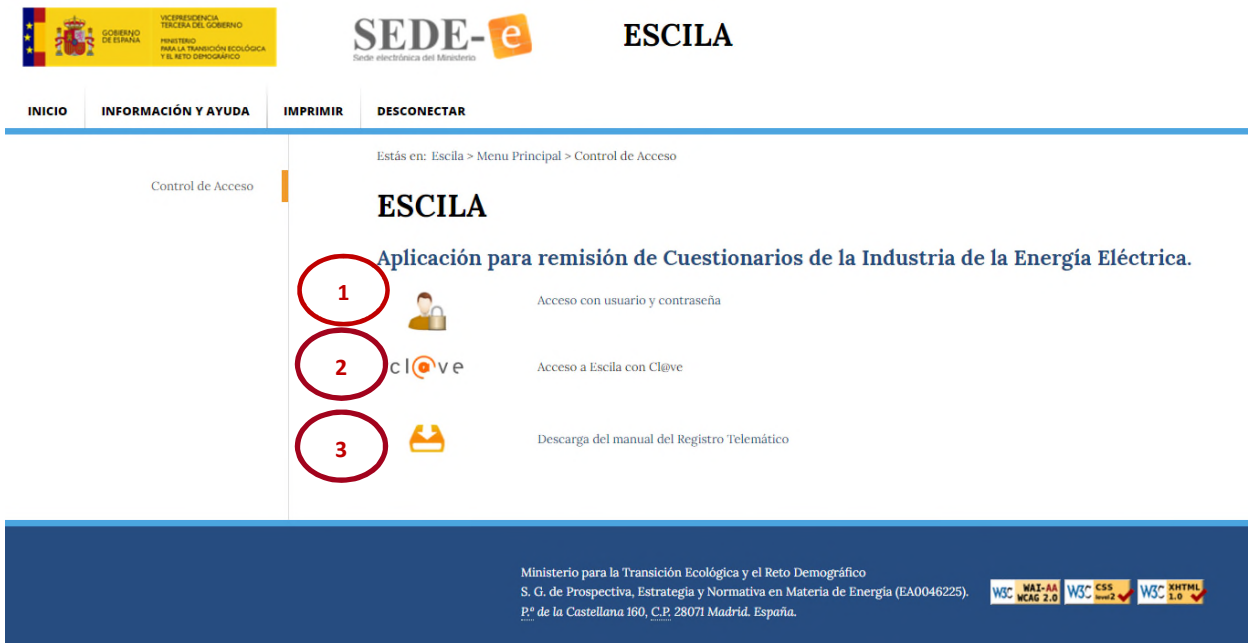 GOBIERNO
DE ESPAÑA
VICEPRESIDENCIA
TERCERA DEL GOBIERNO
MINISTERIO
PARA LA TRANSICIÓN ECOLÓGICA
Y EL RETO DEMOGRÁFICO
SEDE-e
Sede electrónica del Ministerio
ESCILA
INICIO INFORMACIÓN Y AYUDA IMPRIMIR DESCONECTAR
Estás en: Escila > Menu Principal > Control de Acceso
Control de Acceso
ESCILA
Aplicación para remisión de Cuestionarios de la Industria de la Energía Eléctrica.
1 Acceso con usuario y contraseña
2 cl@ve Acceso a Escila con Cl@ve
3 Descarga del manual del Registro Telemático
Ministerio para la Transición Ecológica y el Reto Demográfico
S. G. de Prospectiva, Estrategia y Normativa en Materia de Energía (EA0046225).
P.º de la Castellana 160, C.P. 28071 Madrid. España.
W3C WAI-AA WCAG 2.0
W3C CSS level 2
W3C XHTML 1.0